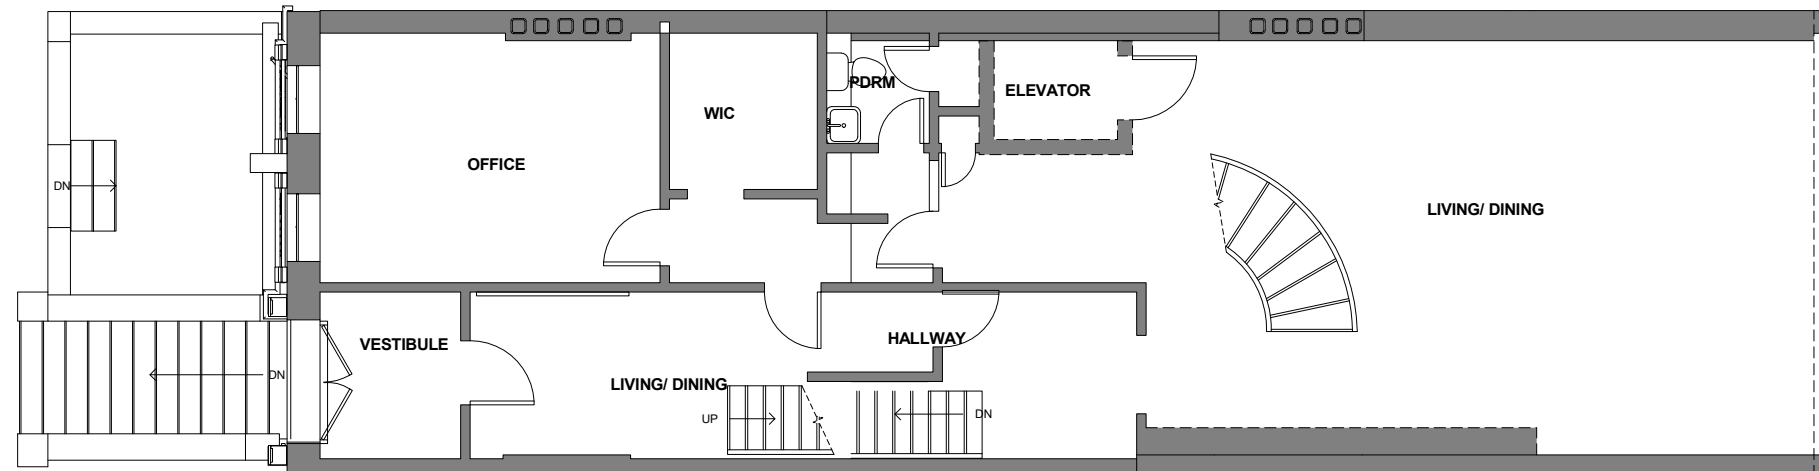 PDRM
ELEVATOR
WIC
OFFICE
DN
LIVING/ DINING
HALLWAY
VESTIBULE
DN
LIVING/ DINING
UP
DN